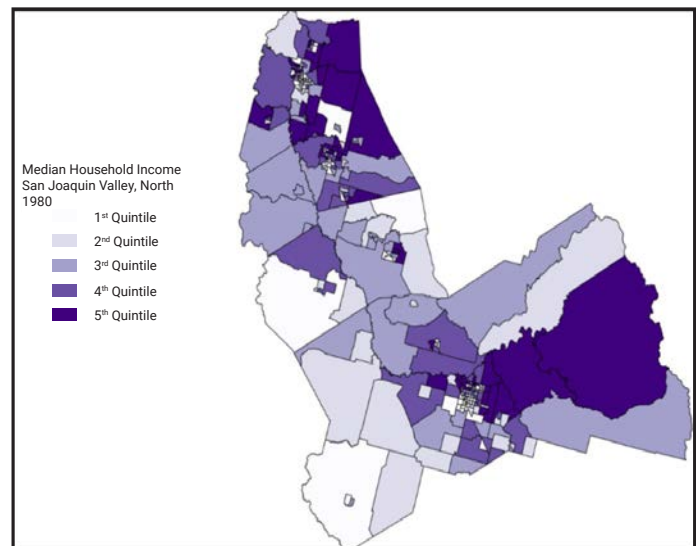 Median Household Income
San Joaquin Valley, North
1980
1st Quintile
2nd Quintile
3rd Quintile
4th Quintile
5th Quintile